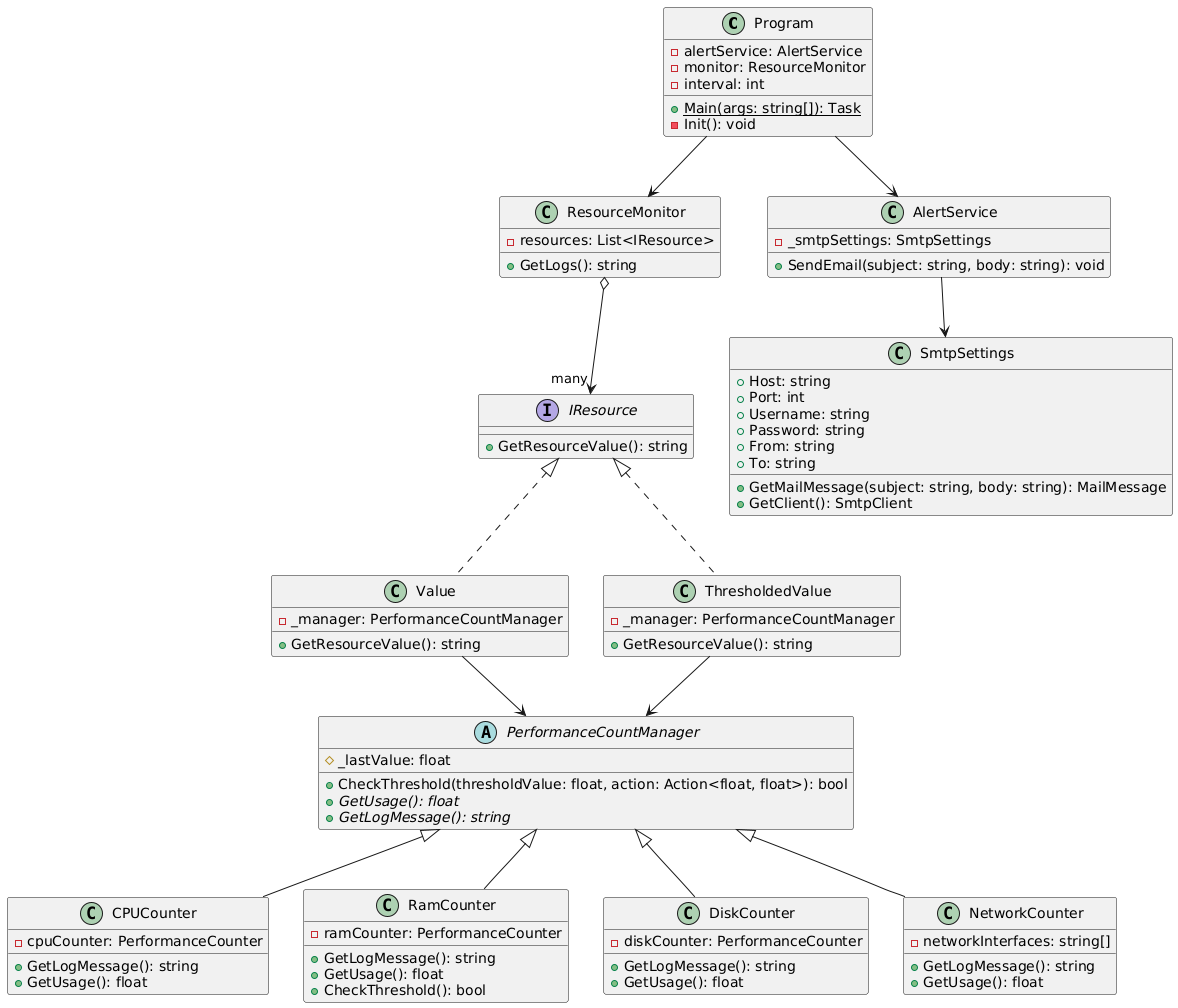 C Program
alertService: AlertService
monitor: ResourceMonitor
interval: int
Main(args: string[]): Task
Init(): void
C ResourceMonitor
resources: List<IResource>
GetLogs(): string
C AlertService
_smtpSettings: SmtpSettings
SendEmail(subject: string, body: string): void
C SmtpSettings
Host: string
Port: int
Username: string
Password: string
From: string
To: string
GetMailMessage(subject: string, body: string): MailMessage
GetClient(): SmtpClient
many
I IResource
GetResourceValue(): string
C Value
_manager: PerformanceCountManager
GetResourceValue(): string
C ThresholdedValue
_manager: PerformanceCountManager
GetResourceValue(): string
A PerformanceCountManager
_lastValue: float
CheckThreshold(thresholdValue: float, action: Action<float, float>): bool
GetUsage(): float
GetLogMessage(): string
C CPUCounter
cpuCounter: PerformanceCounter
GetLogMessage(): string
GetUsage(): float
C RamCounter
ramCounter: PerformanceCounter
GetLogMessage(): string
GetUsage(): float
CheckThreshold(): bool
C DiskCounter
diskCounter: PerformanceCounter
GetLogMessage(): string
GetUsage(): float
C NetworkCounter
networkInterfaces: string[]
GetLogMessage(): string
GetUsage(): float